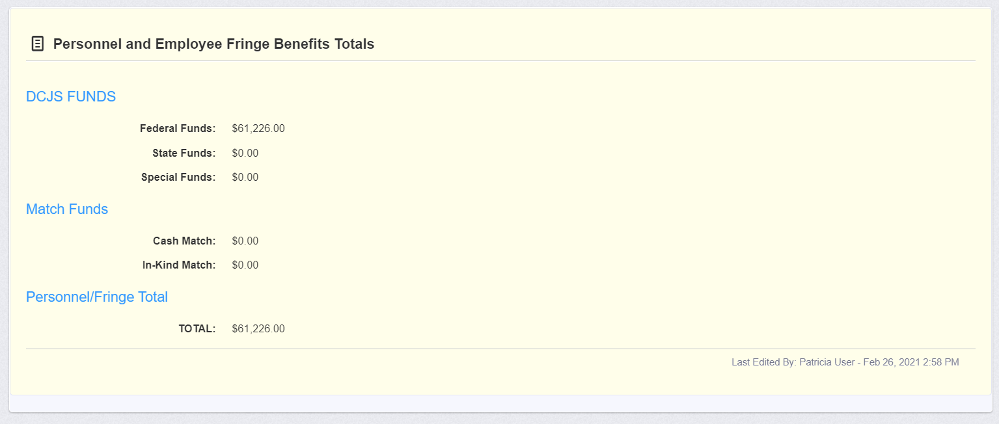 Personnel and Employee Fringe Benefits Totals
DCJS FUNDS
Federal Funds: $61,226.00
State Funds: $0.00
Special Funds: $0.00
Match Funds
Cash Match: $0.00
In-Kind Match: $0.00
Personnel/Fringe Total
TOTAL: $61,226.00
Last Edited By: Patricia User - Feb 26, 2021 2:58 PM